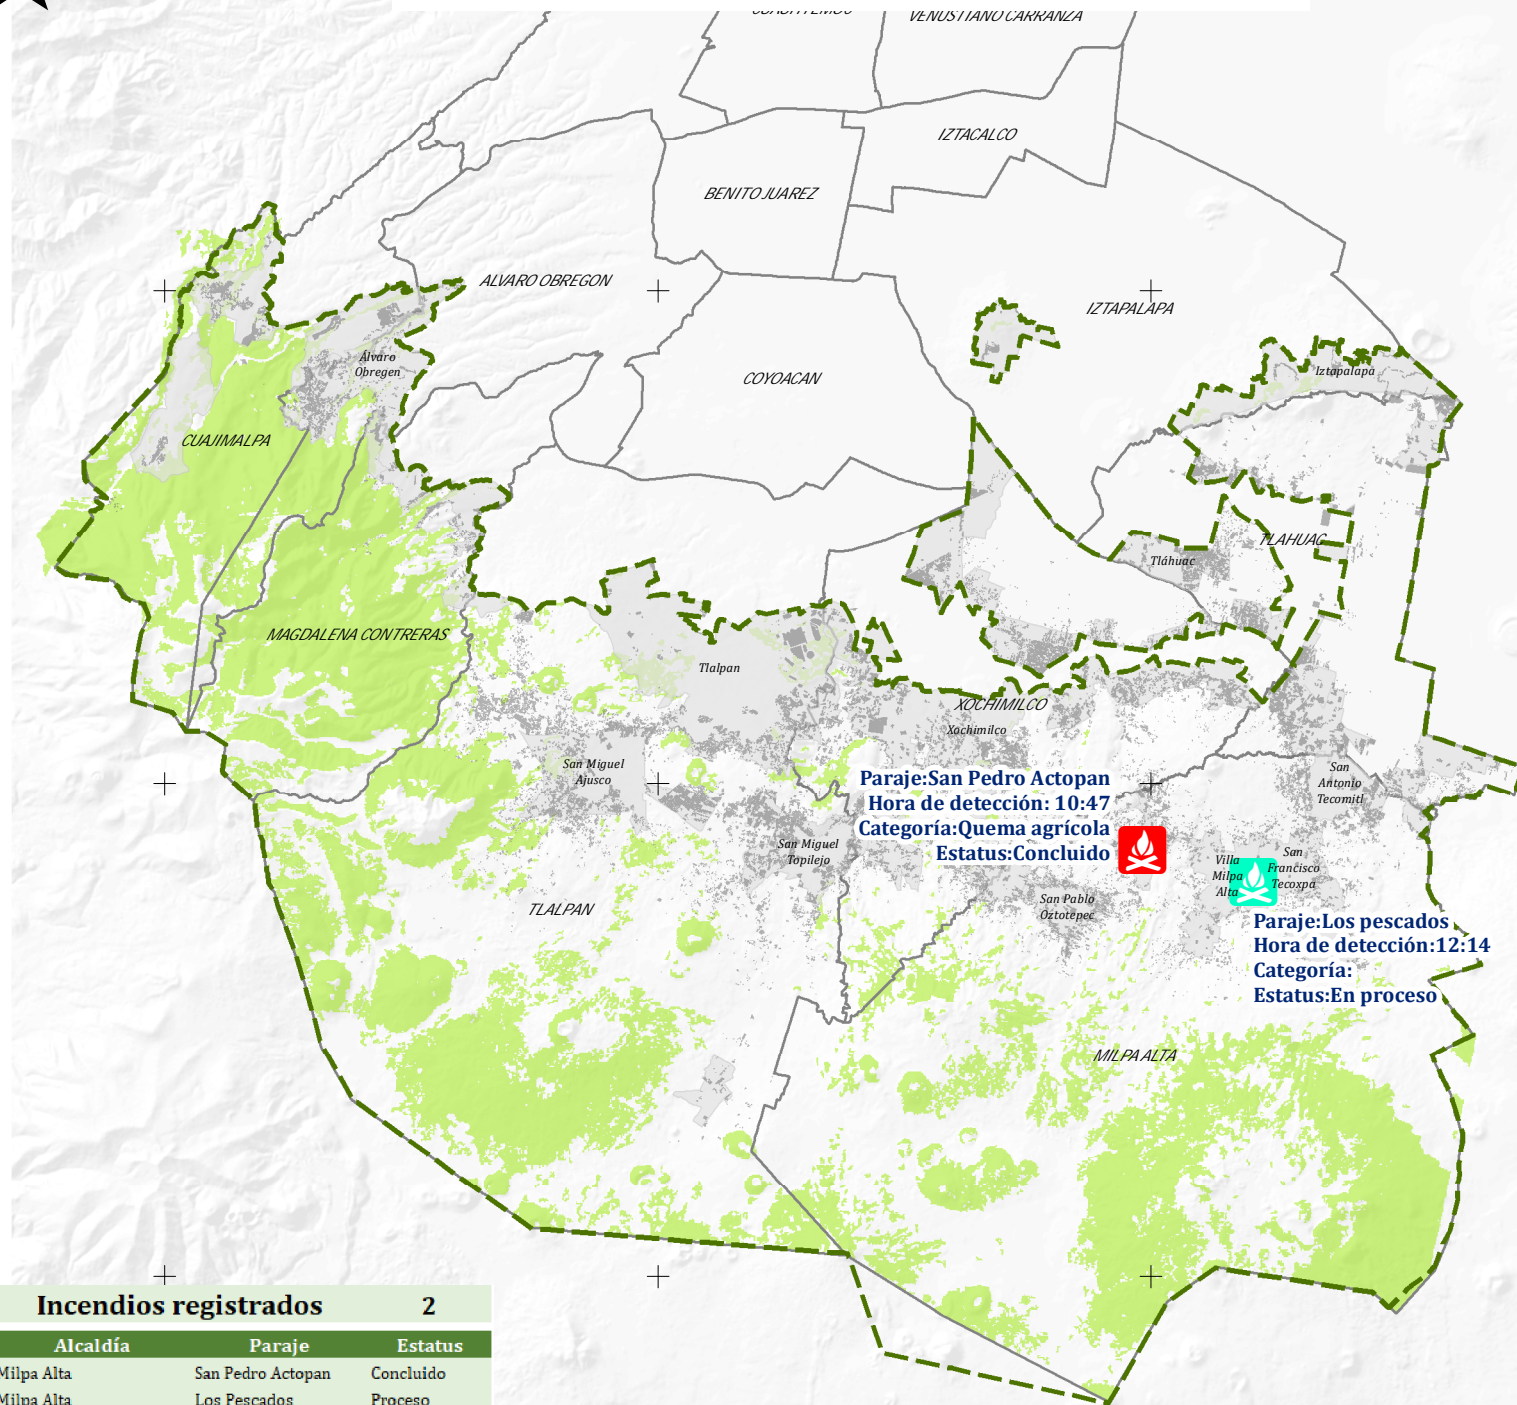 VENUSTIANO CARRANZA
IZTACALCO
BENITO JUAREZ
ALVARO OBREGON
IZTAPALAPA
Álvaro
Obregen
COYOACAN
Iztapalapa
CUAJIMALPA
TLAHUAC
Tláhuac
MAGDALENA CONTRERAS
Tlalpan
XOCHIMILCO
Xochimilco
San Miguel
Ajusco
San
Antonio
Tecomitl
Paraje:San Pedro Actopan
Hora de detección: 10:47
Categoría:Quema agrícola
Estatus:Concluido
San Miguel
Topilejo
Villa
Milpa
Alta
San
Francisco
Tecoxpa
San Pablo
Oztotepec
TLALPAN
Paraje:Los pescados
Hora de detección:12:14
Categoría:
Estatus:En proceso
MILPA ALTA
Incendios registrados 2
Alcaldía Paraje Estatus
Milpa Alta San Pedro Actopan Concluido
Milpa Alta Los Pescados Proceso